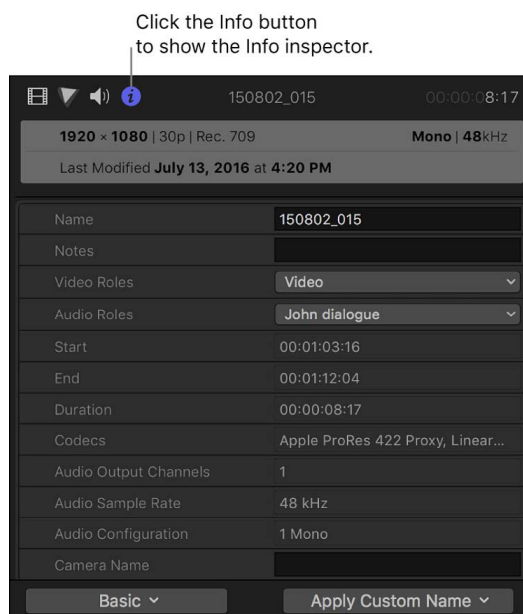 Click the Info button
to show the Info inspector.
150802_015 00:00:08:17
1920 × 1080 | 30p | Rec. 709 Mono | 48kHz
Last Modified July 13, 2016 at 4:20 PM
Name 150802_015
Notes
Video Roles Video
Audio Roles John dialogue
Start 00:01:03:16
End 00:01:12:04
Duration 00:00:08:17
Codecs Apple ProRes 422 Proxy, Linear...
Audio Output Channels 1
Audio Sample Rate 48 kHz
Audio Configuration 1 Mono
Camera Name
Basic Apply Custom Name